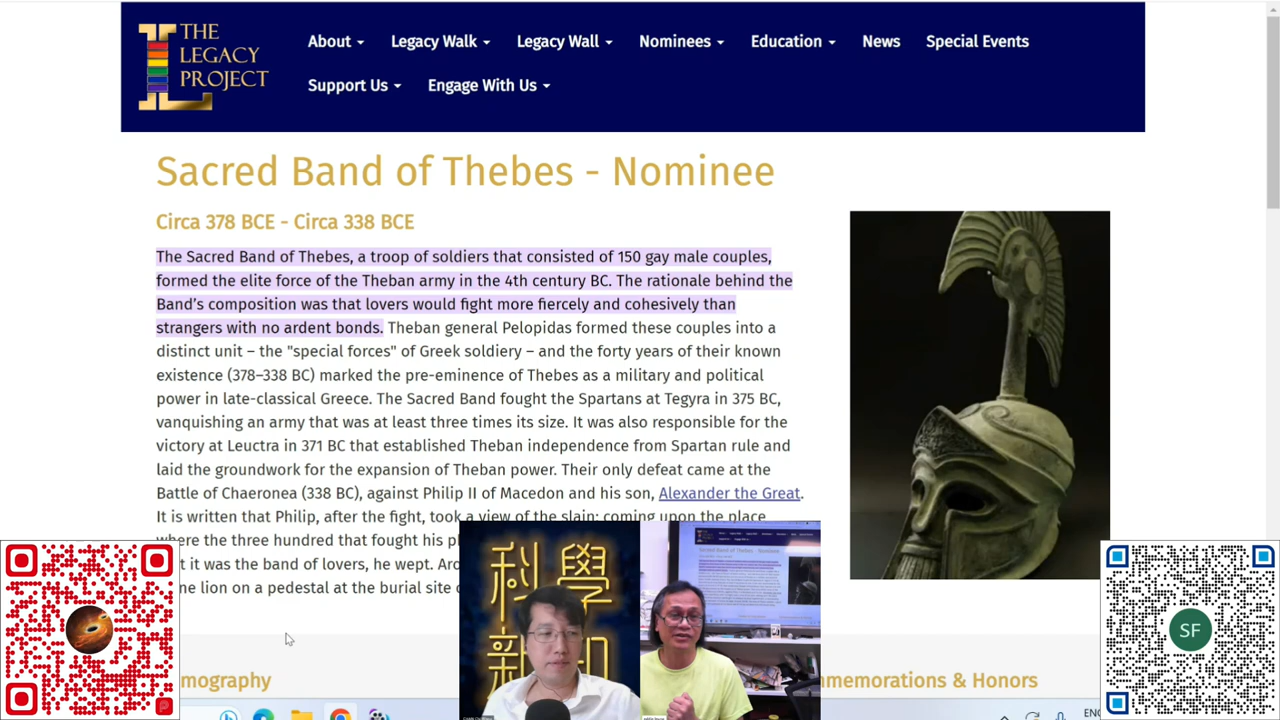 THE
LEGACY
PROJECT
About
Legacy Walk
Legacy Wall
Nominees
Education
News
Special Events
Support Us
Engage With Us
Sacred Band of Thebes - Nominee
Circa 378 BCE - Circa 338 BCE
The Sacred Band of Thebes, a troop of soldiers that consisted of 150 gay male couples,
formed the elite force of the Theban army in the 4th century BC. The rationale behind the
Band's composition was that lovers would fight more fiercely and cohesively than
strangers with no ardent bonds. Theban general Pelopidas formed these couples into a
distinct unit – the "special forces" of Greek soldiery – and the forty years of their known
existence (378–338 BC) marked the pre-eminence of Thebes as a military and political
power in late-classical Greece. The Sacred Band fought the Spartans at Tegyra in 375 BC,
vanquishing an army that was at least three times its size. It was also responsible for the
victory at Leuctra in 371 BC that established Theban independence from Spartan rule and
laid the groundwork for the expansion of Theban power. Their only defeat came at the
Battle of Chaeronea (338 BC), against Philip II of Macedon and his son, Alexander the Great.
It is written that Philip, after the fight, took a view of the slain; coming upon the place
where the three hundred that fought his
it was the band of lovers, he wept.
lion on a pedestal at the burial site
科學
新知
SF
mography
mmemorations & Honors
ENG